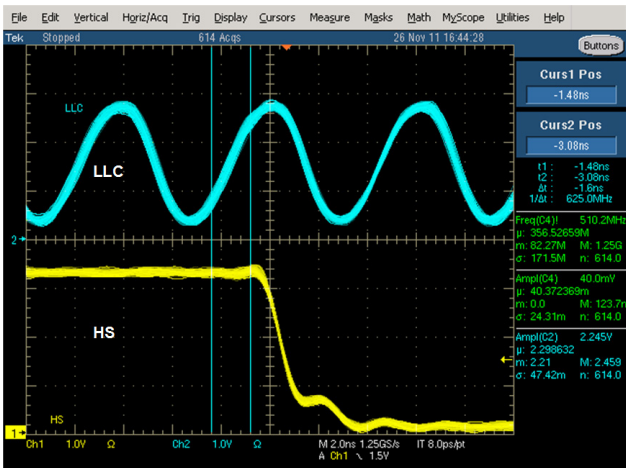 File Edit Vertical Horiz/Acq Trig Display Cursors Measure Masks Math MyScope Utilities Help
Tek Stopped 614 Acqs 26 Nov 11 16:44:28
Buttons
Curs1 Pos
-1.48ns
Curs2 Pos
-3.08ns
t1: -1.48ns
t2: -3.08ns
Δt: -1.6ns
1/Δt: 625.0MHz
LLC
LLC
2
Freq(C4)! 510.2MHz
µ: 356.52659M
m: 82.27M M: 1.25G
σ: 171.5M n: 614.0
Ampl(C4) 40.0mV
µ: 40.372369m
m: 0.0 M: 123.7m
σ: 24.31m n: 614.0
Ampl(C2) 2.245V
µ: 2.298632
m: 2.21 M: 2.459
σ: 47.42m n: 614.0
HS
HS
1
Ch1 1.0V Ω Ch2 1.0V Ω M 2.0ns 1.25GS/s IT 8.0ps/pt
A Ch1 \ 1.5V